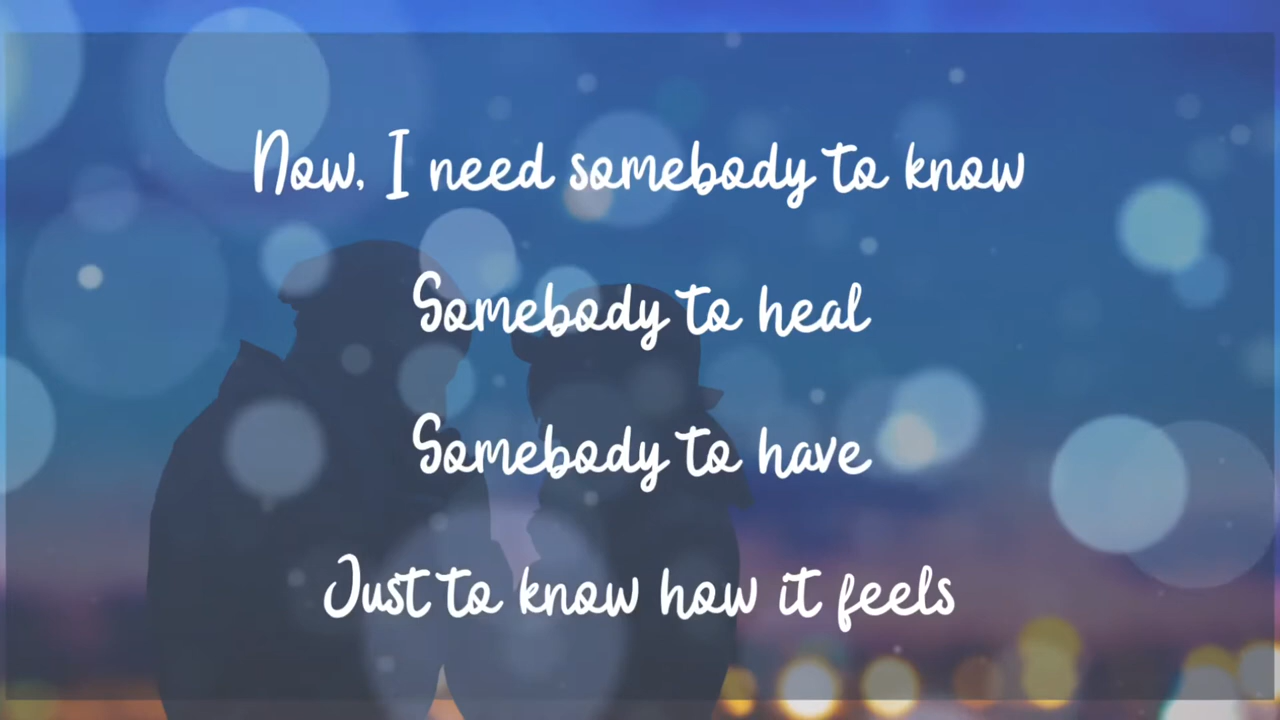 Now, I need somebody to know
Somebody to heal
Somebody to have
Just to know how it feels